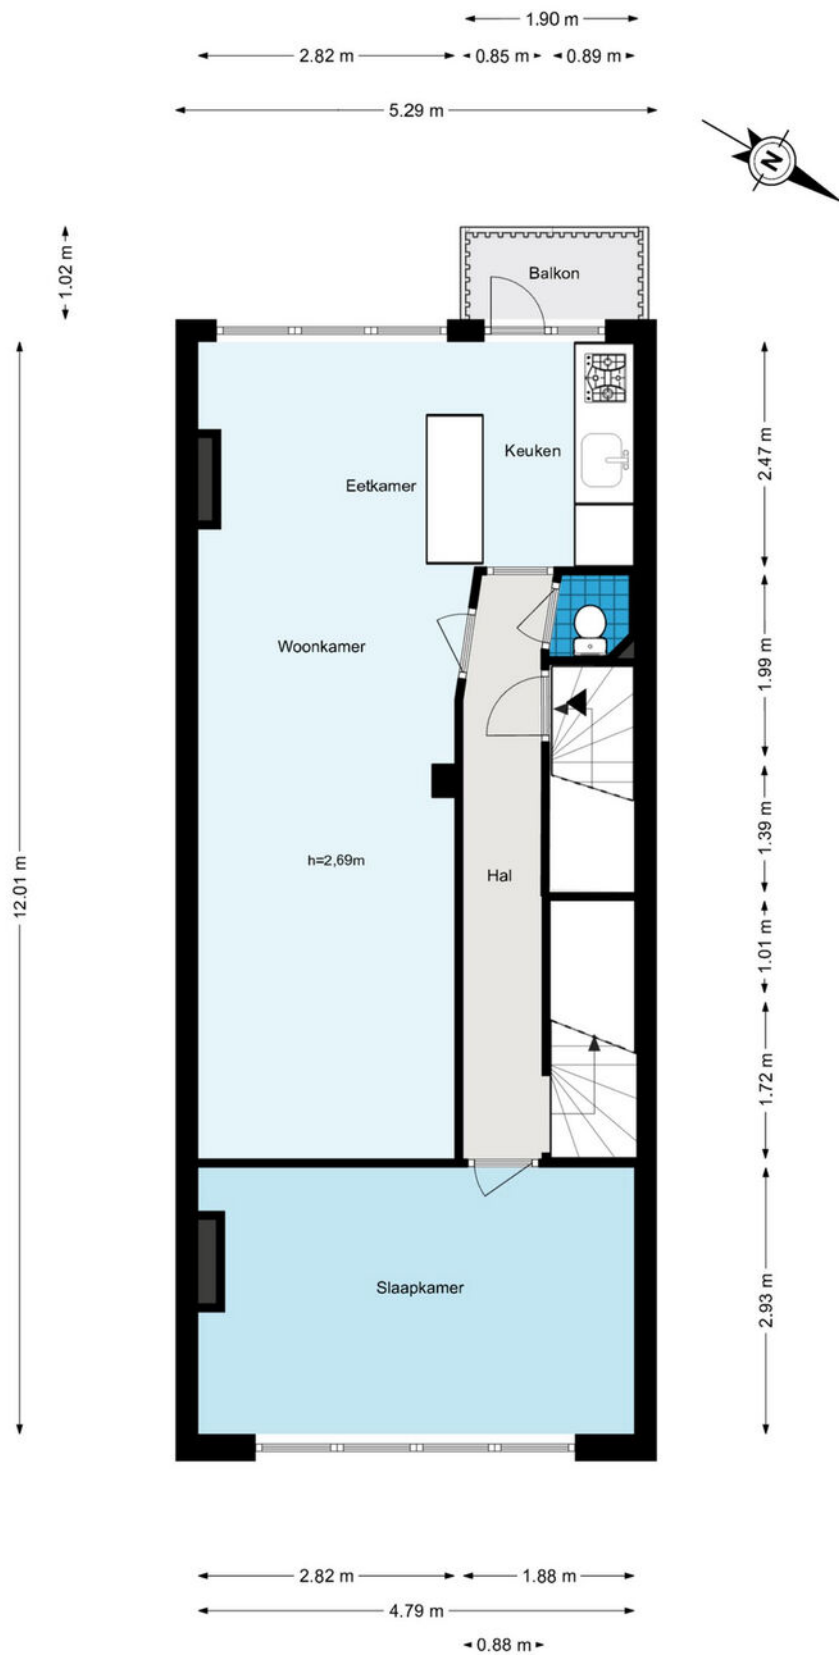 1.90 m
2.82 m
0.85 m
0.89 m
5.29 m
N
1.02 m
Balkon
Keuken
2.47 m
Eetkamer
Woonkamer
1.99 m
1.39 m
h=2,69m
Hal
12.01 m
1.01 m
1.72 m
Slaapkamer
2.93 m
2.82 m
1.88 m
4.79 m
0.88 m